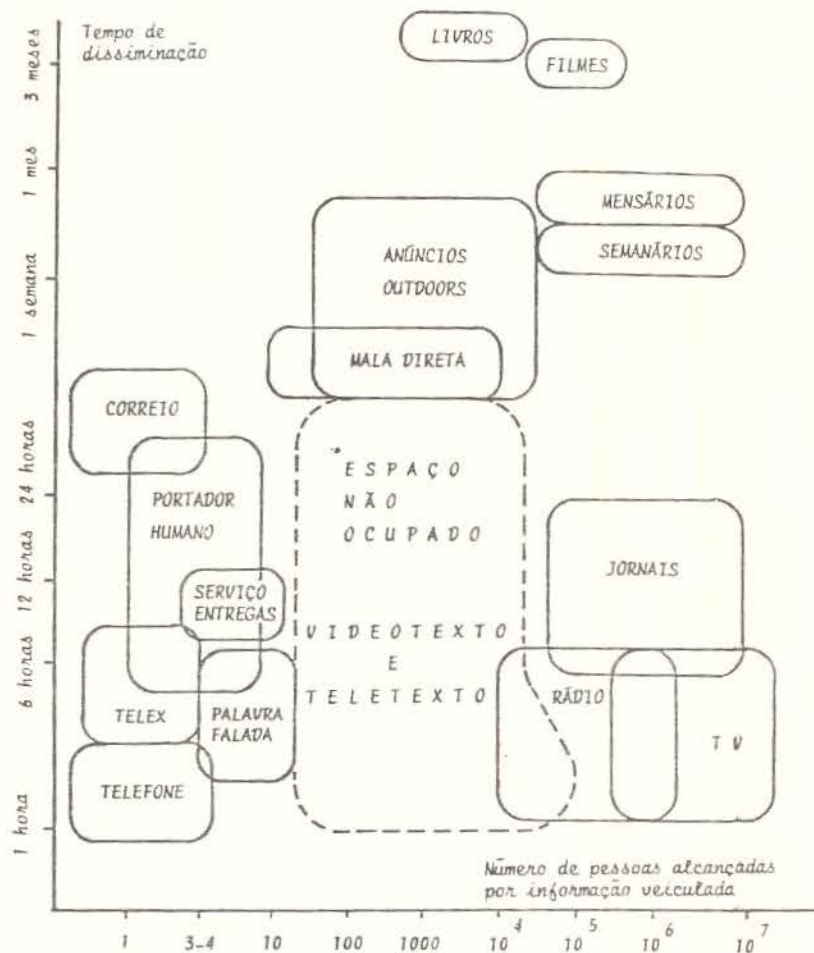 Tempo de
disseminação
LIVROS
FILMES
3 meses
1 mes
MENSÁRIOS
SEMANÁRIOS
ANÚNCIOS
OUTDOORS
1 semana
MALA DIRETA
CORREIO
24 horas
PORTADOR
HUMANO
ESPAÇO
NÃO
OCUPADO
12 horas
SERVIÇO
ENTREGAS
JORNAIS
6 horas
VIDEOTEXTO
E
TELETEXTO
TELEX
PALAVRA
FALADA
RÁDIO
TV
TELEFONE
1 hora
Número de pessoas alcançadas
por informação veiculada
1 3-4 10 100 1000 10^4 10^5 10^6 10^7